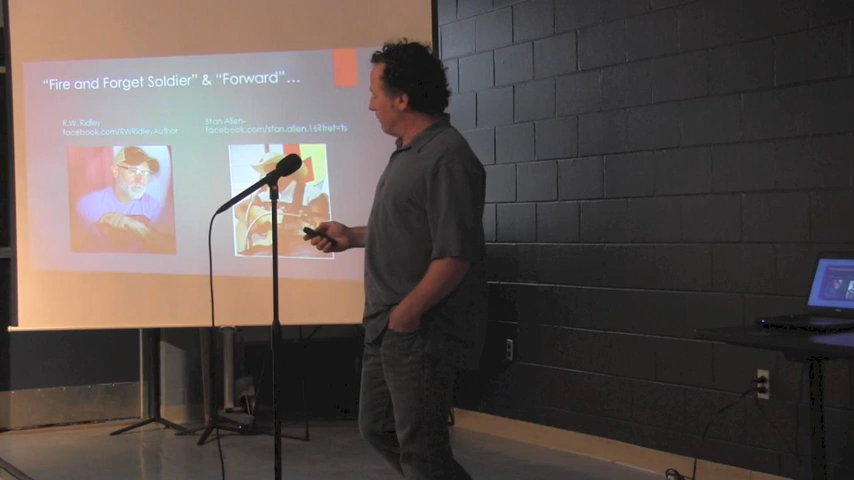 "Fire and Forget Soldier" & "Forward"...
R.W. Ridley
facebook.com/RWRidleyAuthor
Stan Allen-
facebook.com/stan.allen.16?fref=ts